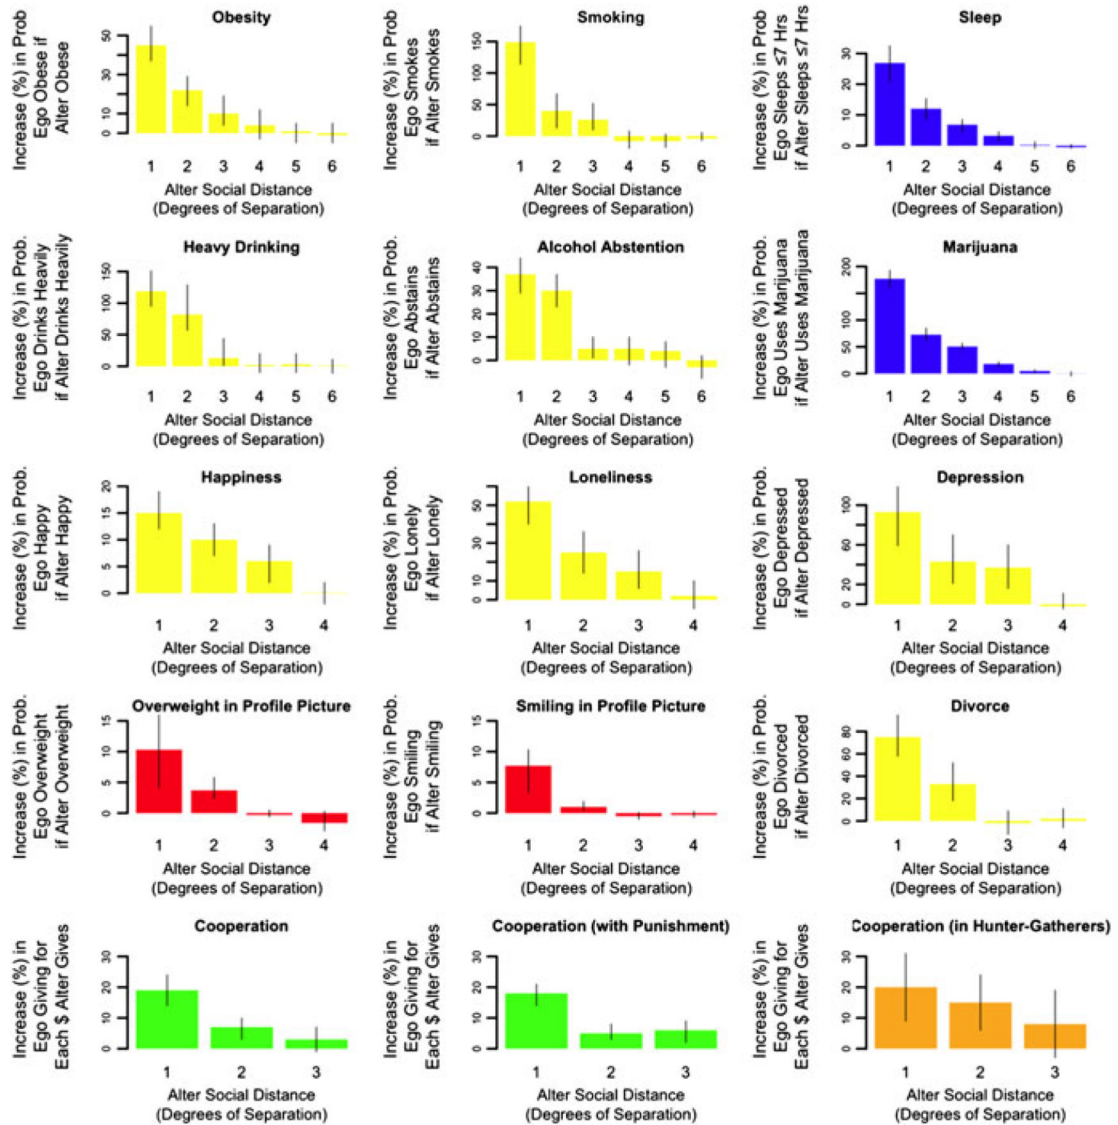 Obesity
Increase (%) in Prob
Ego Obese if
Alter Obese
0 10 30 50
1 2 3 4 5 6
Alter Social Distance
(Degrees of Separation)
Smoking
Increase (%) in Prob
Ego Smokes
if Alter Smokes
0 50 100 150
1 2 3 4 5 6
Alter Social Distance
(Degrees of Separation)
Sleep
Increase (%) in Prob
Ego Sleeps ≤7 Hrs
if Alter Sleeps ≤7 Hrs
0 10 20 30
1 2 3 4 5 6
Alter Social Distance
(Degrees of Separation)
Heavy Drinking
Increase (%) in Prob.
Ego Drinks Heavily
if Alter Drinks Heavily
0 50 100 150
1 2 3 4 5 6
Alter Social Distance
(Degrees of Separation)
Alcohol Abstention
Increase (%) in Prob.
Ego Abstains
if Alter Abstains
0 10 20 30 40
1 2 3 4 5 6
Alter Social Distance
(Degrees of Separation)
Marijuana
Increase (%) in Prob.
Ego Uses Marijuana
if Alter Uses Marijuana
0 50 100 200
1 2 3 4 5 6
Alter Social Distance
(Degrees of Separation)
Happiness
Increase (%) in Prob.
Ego Happy
if Alter Happy
0 5 10 15 20
1 2 3 4
Alter Social Distance
(Degrees of Separation)
Loneliness
Increase (%) in Prob.
Ego Lonely
if Alter Lonely
0 10 30 50
1 2 3 4
Alter Social Distance
(Degrees of Separation)
Depression
Increase (%) in Prob.
Ego Depressed
if Alter Depressed
0 20 60 100
1 2 3 4
Alter Social Distance
(Degrees of Separation)
Overweight in Profile Picture
Increase (%) in Prob.
Ego Overweight
if Alter Overweight
0 5 10 15
1 2 3 4
Alter Social Distance
(Degrees of Separation)
Smiling in Profile Picture
Increase (%) in Prob.
Ego Smiling
if Alter Smiling
0 5 10 15
1 2 3 4
Alter Social Distance
(Degrees of Separation)
Divorce
Increase (%) in Prob.
Ego Divorced
if Alter Divorced
0 20 40 60 80
1 2 3 4
Alter Social Distance
(Degrees of Separation)
Cooperation
Increase (%) in
Ego Giving for
Each $ Alter Gives
0 10 20 30
1 2 3
Alter Social Distance
(Degrees of Separation)
Cooperation (with Punishment)
Increase (%) in
Ego Giving for
Each $ Alter Gives
0 10 20 30
1 2 3
Alter Social Distance
(Degrees of Separation)
Cooperation (in Hunter-Gatherers)
Increase (%) in
Ego Giving for
Each $ Alter Gives
0 10 20 30
1 2 3
Alter Social Distance
(Degrees of Separation)